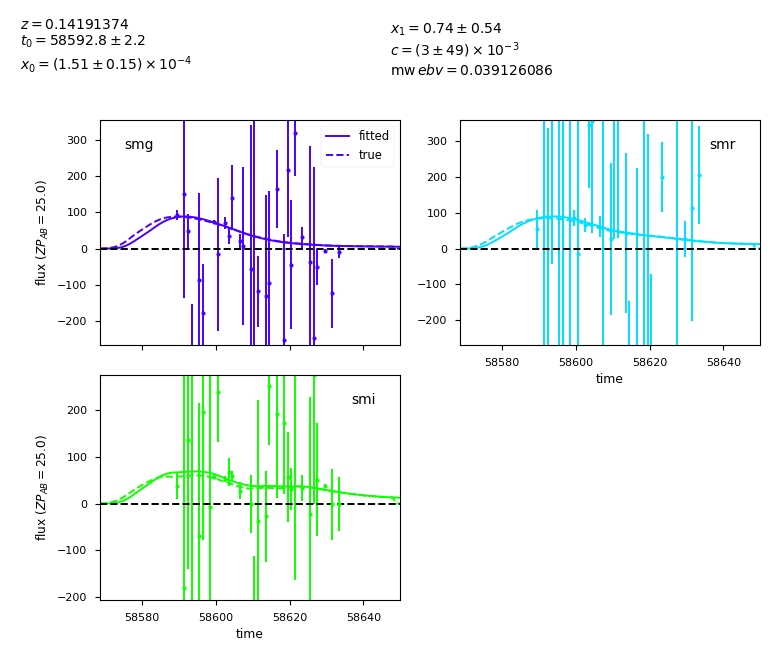 z = 0.14191374
t₀ = 58592.8 ± 2.2
x₀ = (1.51 ± 0.15) × 10⁻⁴
x₁ = 0.74 ± 0.54
c = (3 ± 49) × 10⁻³
mw ebv = 0.039126086
smg
fitted
true
300
200
100
0
−100
−200
flux (ZP_AB = 25.0)
smr
300
200
100
0
−100
−200
58580 58600 58620 58640
time
smi
200
100
0
−100
−200
flux (ZP_AB = 25.0)
58580 58600 58620 58640
time